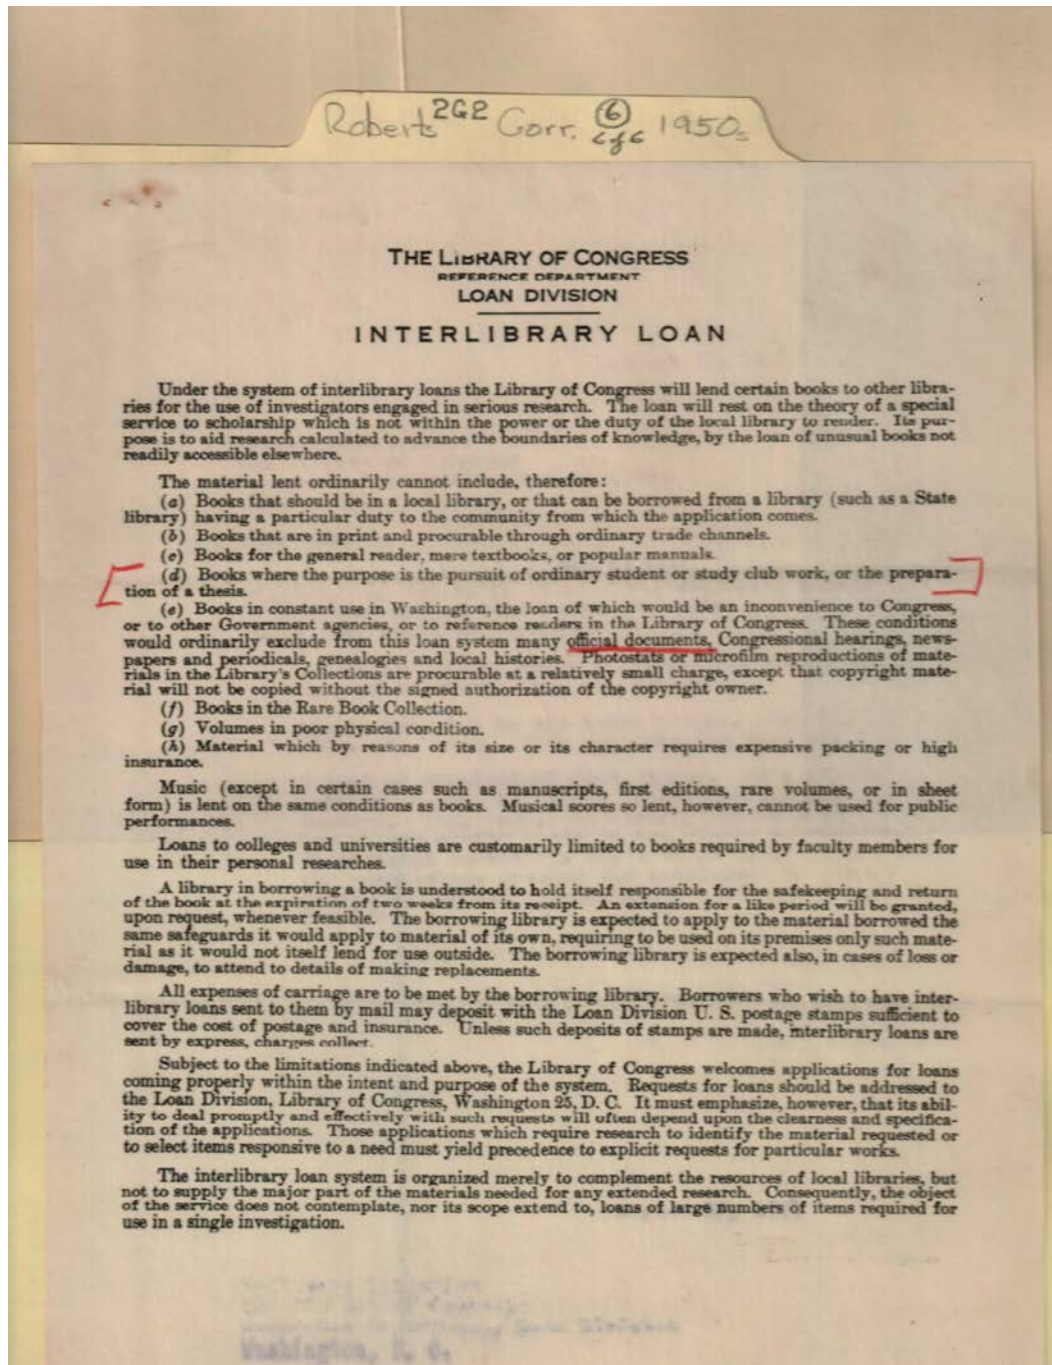 Roberts 2G2 Corr. 6 1950s
6 of 6
THE LIBRARY OF CONGRESS
REFERENCE DEPARTMENT
LOAN DIVISION
INTERLIBRARY LOAN
Under the system of interlibrary loans the Library of Congress will lend certain books to other libra-
ries for the use of investigators engaged in serious research. The loan will rest on the theory of a special
service to scholarship which is not within the power or the duty of the local library to render. Its pur-
pose is to aid research calculated to advance the boundaries of knowledge, by the loan of unusual books not
readily accessible elsewhere.
The material lent ordinarily cannot include, therefore:
(a) Books that should be in a local library, or that can be borrowed from a library (such as a State
library) having a particular duty to the community from which the application comes.
(b) Books that are in print and procurable through ordinary trade channels.
(c) Books for the general reader, mere textbooks, or popular manuals.
(d) Books where the purpose is the pursuit of ordinary student or study club work, or the prepara-
tion of a thesis.
(e) Books in constant use in Washington, the loan of which would be an inconvenience to Congress,
or to other Government agencies, or to reference readers in the Library of Congress. These conditions
would ordinarily exclude from this loan system many official documents, Congressional hearings, news-
papers and periodicals, genealogies and local histories. Photostats or microfilm reproductions of mate-
rials in the Library's Collections are procurable at a relatively small charge, except that copyright mate-
rial will not be copied without the signed authorization of the copyright owner.
(f) Books in the Rare Book Collection.
(g) Volumes in poor physical condition.
(h) Material which by reasons of its size or its character requires expensive packing or high
insurance.
Music (except in certain cases such as manuscripts, first editions, rare volumes, or in sheet
form) is lent on the same conditions as books. Musical scores so lent, however, cannot be used for public
performances.
Loans to colleges and universities are customarily limited to books required by faculty members for
use in their personal researches.
A library in borrowing a book is understood to hold itself responsible for the safekeeping and return
of the book at the expiration of two weeks from its receipt. An extension for a like period will be granted,
upon request, whenever feasible. The borrowing library is expected to apply to the material borrowed the
same safeguards it would apply to material of its own, requiring to be used on its premises only such mate-
rial as it would not itself lend for use outside. The borrowing library is expected also, in cases of loss or
damage, to attend to details of making replacements.
All expenses of carriage are to be met by the borrowing library. Borrowers who wish to have inter-
library loans sent to them by mail may deposit with the Loan Division U. S. postage stamps sufficient to
cover the cost of postage and insurance. Unless such deposits of stamps are made, interlibrary loans are
sent by express, charges collect.
Subject to the limitations indicated above, the Library of Congress welcomes applications for loans
coming properly within the intent and purpose of the system. Requests for loans should be addressed to
the Loan Division, Library of Congress, Washington 25, D. C. It must emphasize, however, that its abil-
ity to deal promptly and effectively with such requests will often depend upon the clearness and specifica-
tion of the applications. Those applications which require research to identify the material requested or
to select items responsive to a need must yield precedence to explicit requests for particular works.
The interlibrary loan system is organized merely to complement the resources of local libraries, but
not to supply the major part of the materials needed for any extended research. Consequently, the object
of the service does not contemplate, nor its scope extend to, loans of large numbers of items required for
use in a single investigation.
Washington, D. C.